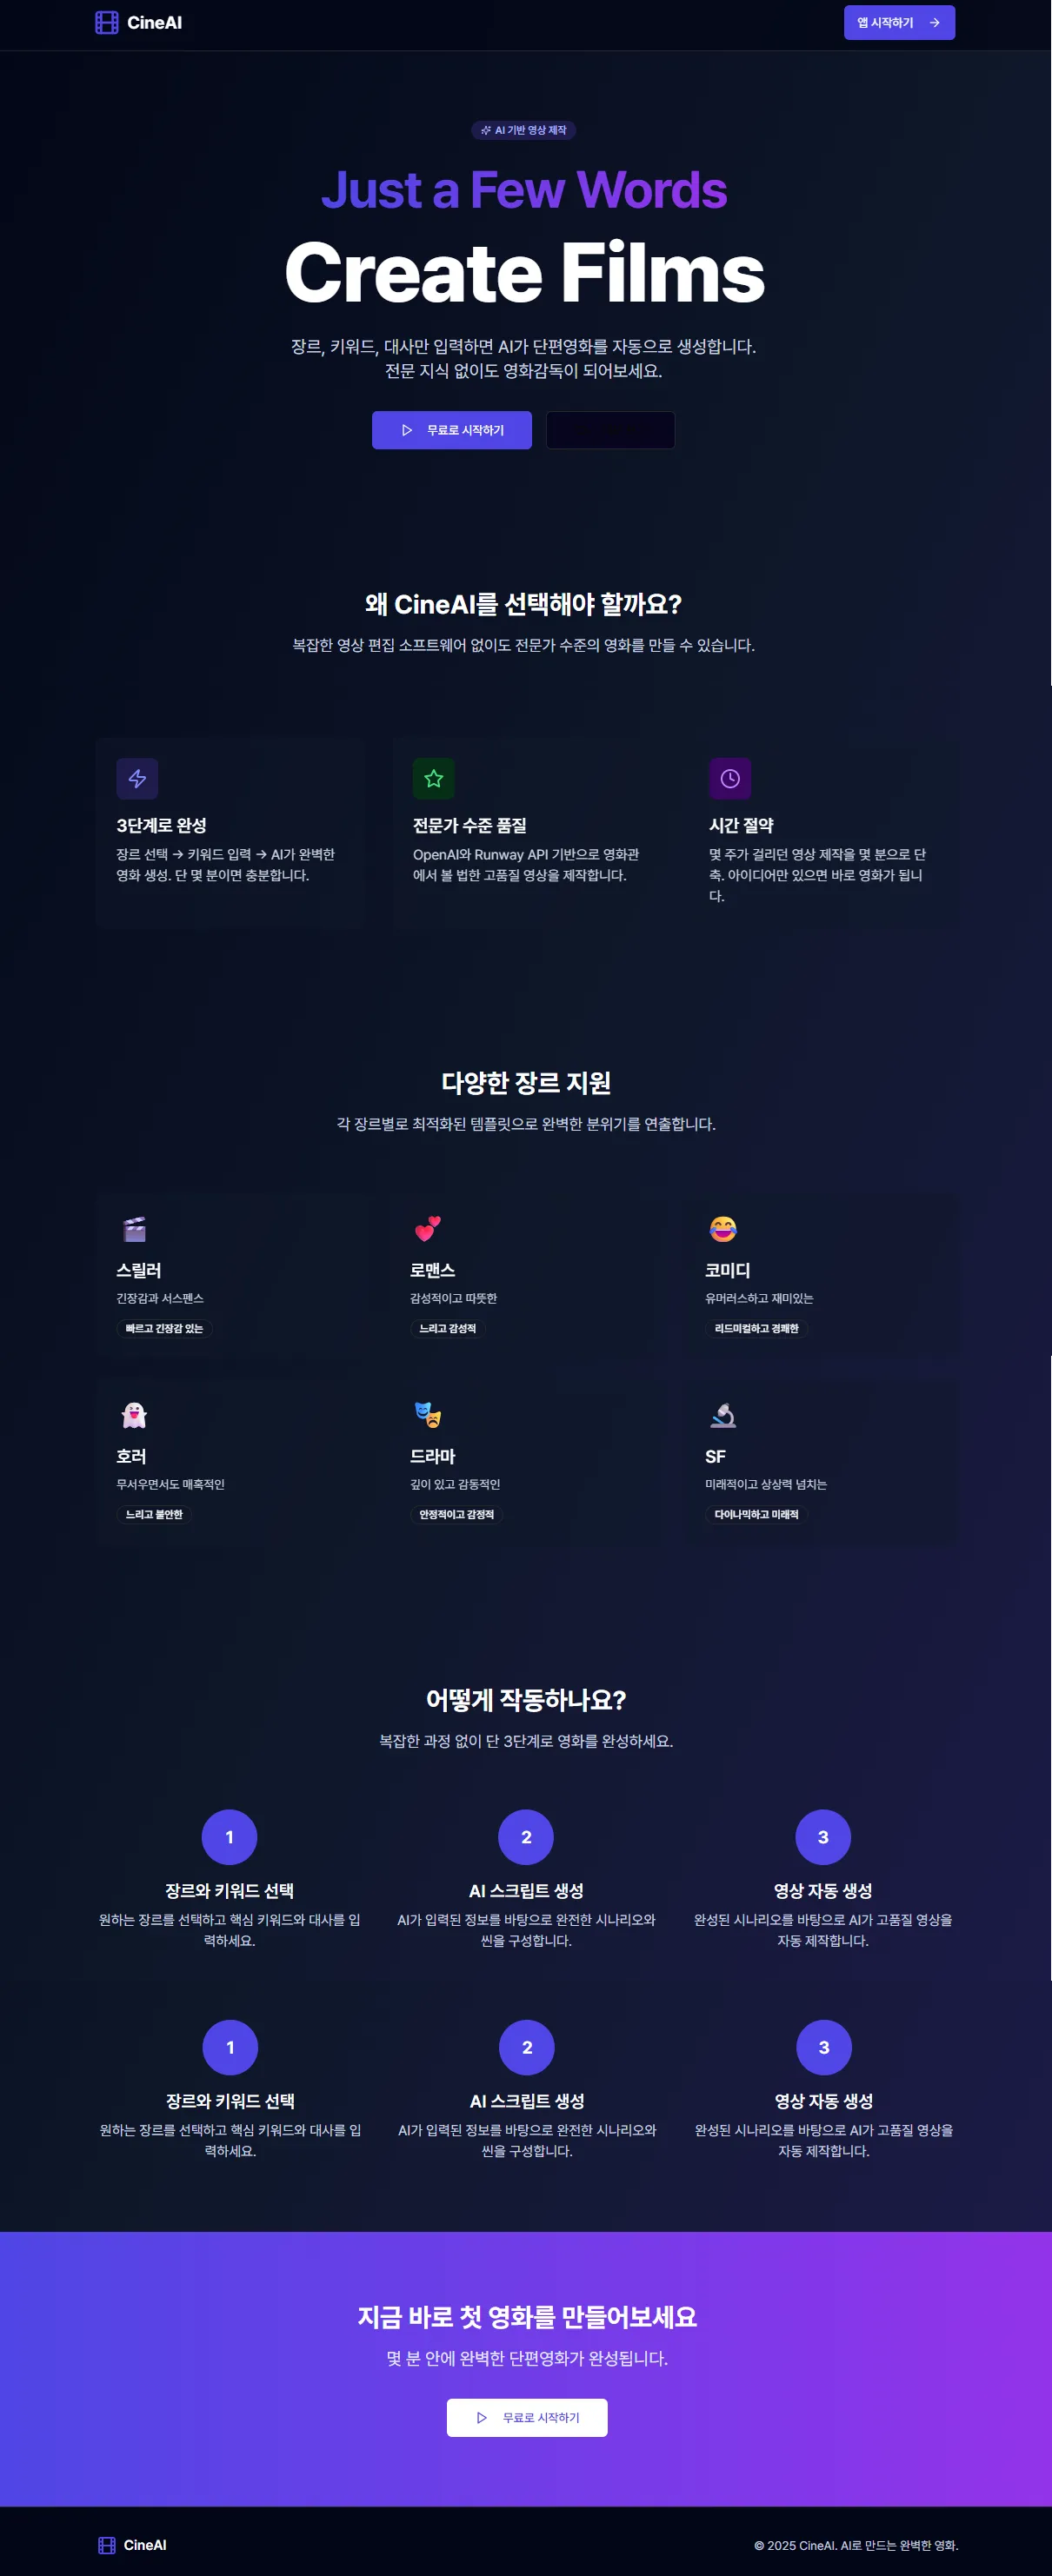 CineAI
앱 시작하기
AI 기반 영상 제작
Just a Few Words
Create Films
장르, 키워드, 대사만 입력하면 AI가 단편영화를 자동으로 생성합니다.
전문 지식 없이도 영화감독이 되어보세요.
무료로 시작하기
왜 CineAI를 선택해야 할까요?
복잡한 영상 편집 소프트웨어 없이도 전문가 수준의 영화를 만들 수 있습니다.
3단계로 완성
장르 선택 → 키워드 입력 → AI가 완벽한
영화 생성. 단 몇 분이면 충분합니다.
전문가 수준 품질
OpenAI와 Runway API 기반으로 영화관
에서 볼 법한 고품질 영상을 제작합니다.
시간 절약
몇 주가 걸리던 영상 제작을 몇 분으로 단
축. 아이디어만 있으면 바로 영화가 됩니
다.
다양한 장르 지원
각 장르별로 최적화된 템플릿으로 완벽한 분위기를 연출합니다.
스릴러
긴장감과 서스펜스
빠르고 긴장감 있는
로맨스
감성적이고 따뜻한
느리고 감성적
코미디
유머러스하고 재미있는
리드미컬하고 경쾌한
호러
무서우면서도 매혹적인
느리고 불안한
드라마
깊이 있고 감동적인
안정적이고 감정적
SF
미래적이고 상상력 넘치는
다이나믹하고 미래적
어떻게 작동하나요?
복잡한 과정 없이 단 3단계로 영화를 완성하세요.
1
장르와 키워드 선택
원하는 장르를 선택하고 핵심 키워드와 대사를 입
력하세요.
2
AI 스크립트 생성
AI가 입력된 정보를 바탕으로 완전한 시나리오와
씬을 구성합니다.
3
영상 자동 생성
완성된 시나리오를 바탕으로 AI가 고품질 영상을
자동 제작합니다.
1
장르와 키워드 선택
원하는 장르를 선택하고 핵심 키워드와 대사를 입
력하세요.
2
AI 스크립트 생성
AI가 입력된 정보를 바탕으로 완전한 시나리오와
씬을 구성합니다.
3
영상 자동 생성
완성된 시나리오를 바탕으로 AI가 고품질 영상을
자동 제작합니다.
지금 바로 첫 영화를 만들어보세요
몇 분 안에 완벽한 단편영화가 완성됩니다.
무료로 시작하기
CineAI
© 2025 CineAI. AI로 만드는 완벽한 영화.